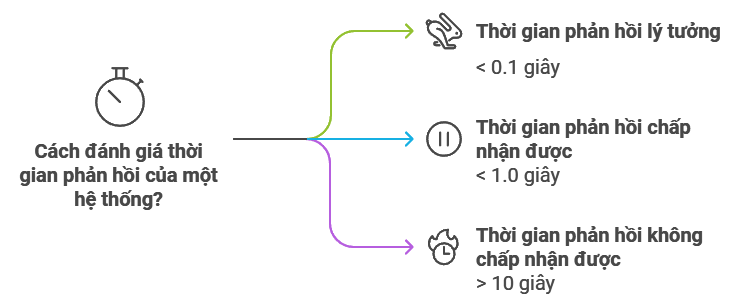 Cách đánh giá thời
gian phản hồi của một
hệ thống?
Thời gian phản hồi lý tưởng
< 0.1 giây
Thời gian phản hồi chấp
nhận được
< 1.0 giây
Thời gian phản hồi không
chấp nhận được
> 10 giây